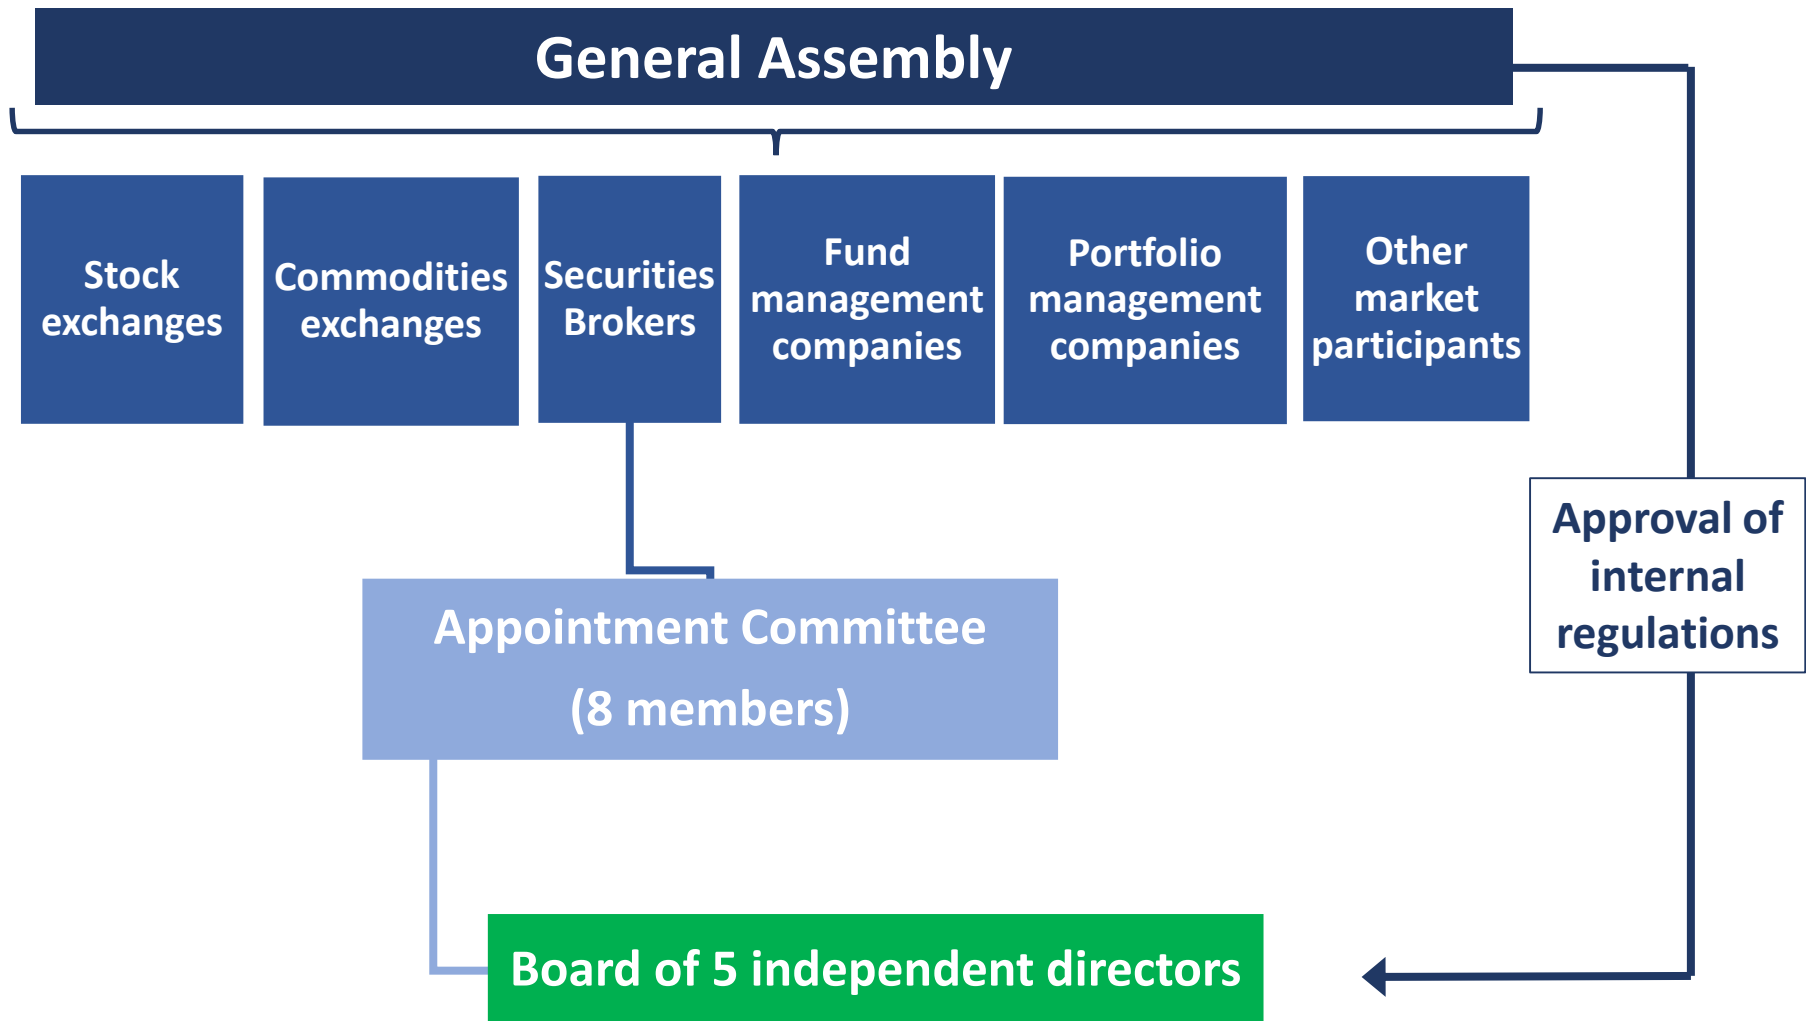 General Assembly
Stock
exchanges
Commodities
exchanges
Securities
Brokers
Fund
management
companies
Portfolio
management
companies
Other
market
participants
Approval of
internal
regulations
Appointment Committee
(8 members)
Board of 5 independent directors